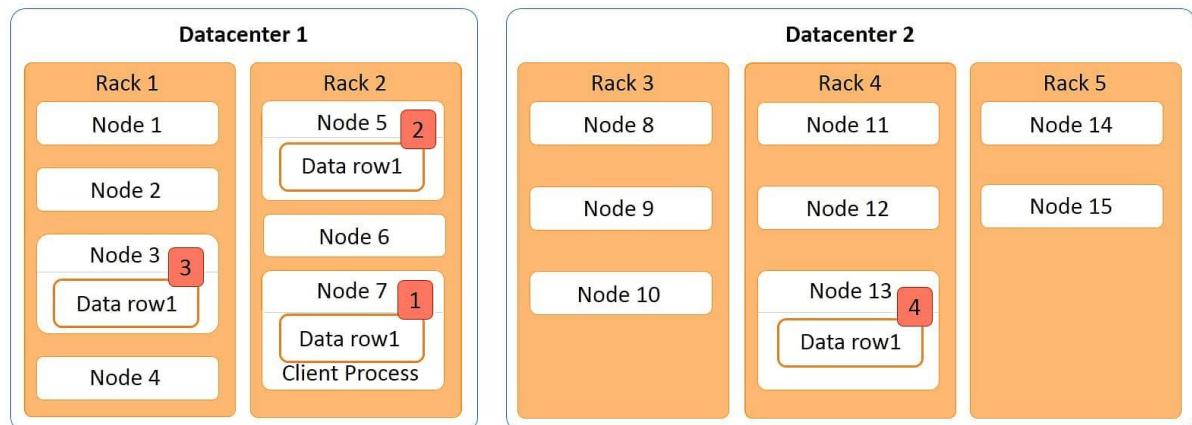 Datacenter 1
Rack 1
Node 1
Node 2
Node 3
3
Data row1
Node 4
Rack 2
Node 5
2
Data row1
Node 6
Node 7
1
Data row1
Client Process
Datacenter 2
Rack 3
Node 8
Node 9
Node 10
Rack 4
Node 11
Node 12
Node 13
4
Data row1
Rack 5
Node 14
Node 15